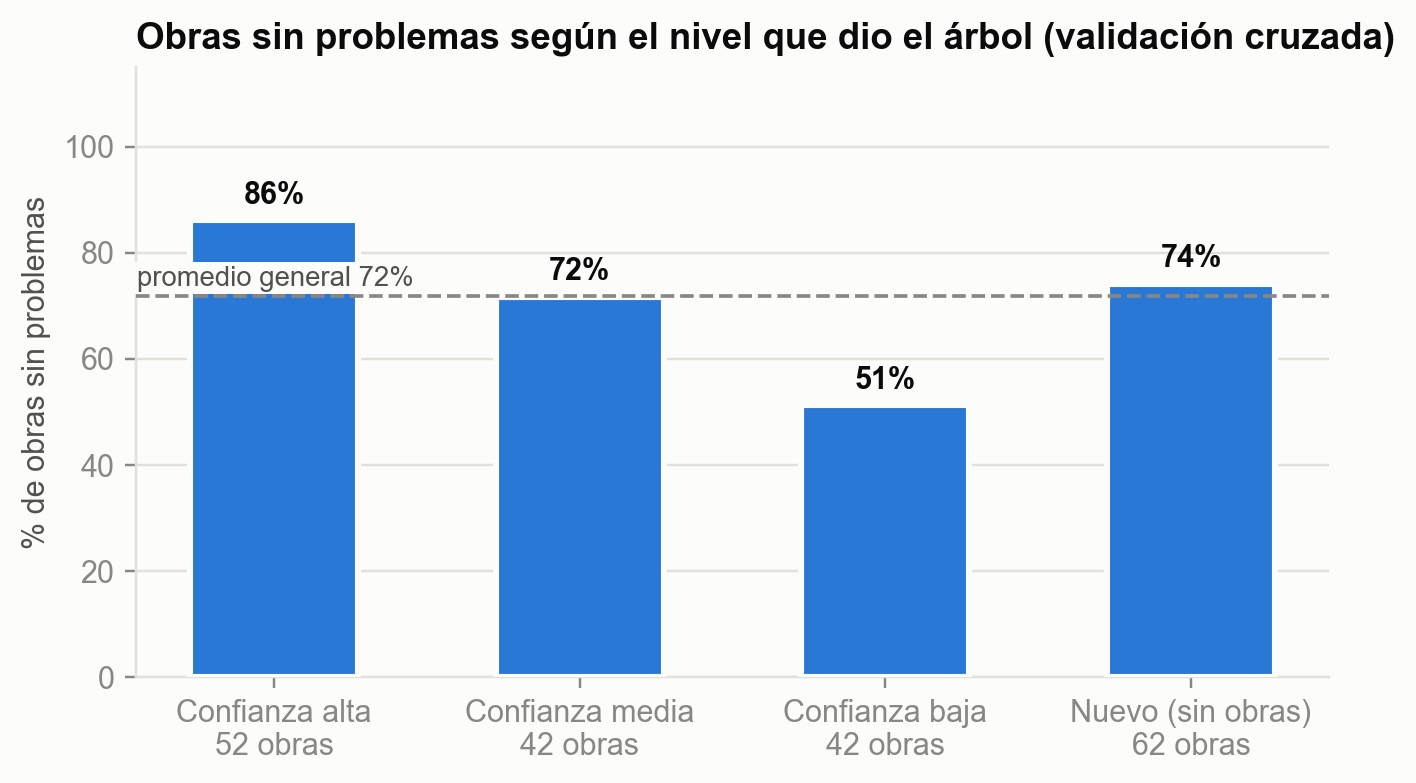 Obras sin problemas según el nivel que dio el árbol (validación cruzada)
% de obras sin problemas
100
80
60
40
20
0
86%
72%
51%
74%
promedio general 72%
Confianza alta
52 obras
Confianza media
42 obras
Confianza baja
42 obras
Nuevo (sin obras)
62 obras